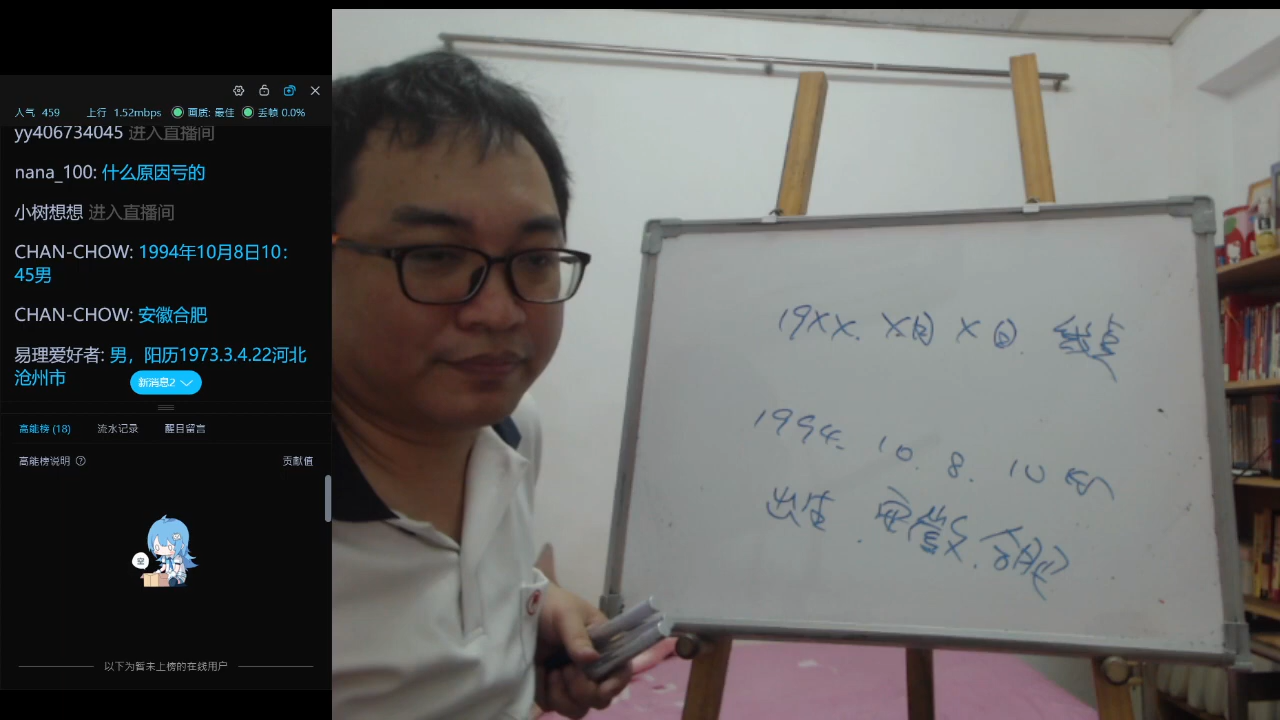 人气 459 上行 1.52mbps 画质: 最佳 丢帧 0.0%
yy406734045 进入直播间
nana_100: 什么原因亏的
小树想想 进入直播间
CHAN-CHOW: 1994年10月8日10:
45男
CHAN-CHOW: 安徽合肥
易理爱好者: 男，阳历1973.3.4.22河北
沧州市
新消息2
高能榜 (18) 流水记录 醒目留言
高能榜说明 贡献值
空
以下为暂未上榜的在线用户
19XX. X月X日.
1994. 10. 8. 10时
出生. 安徽. 合肥